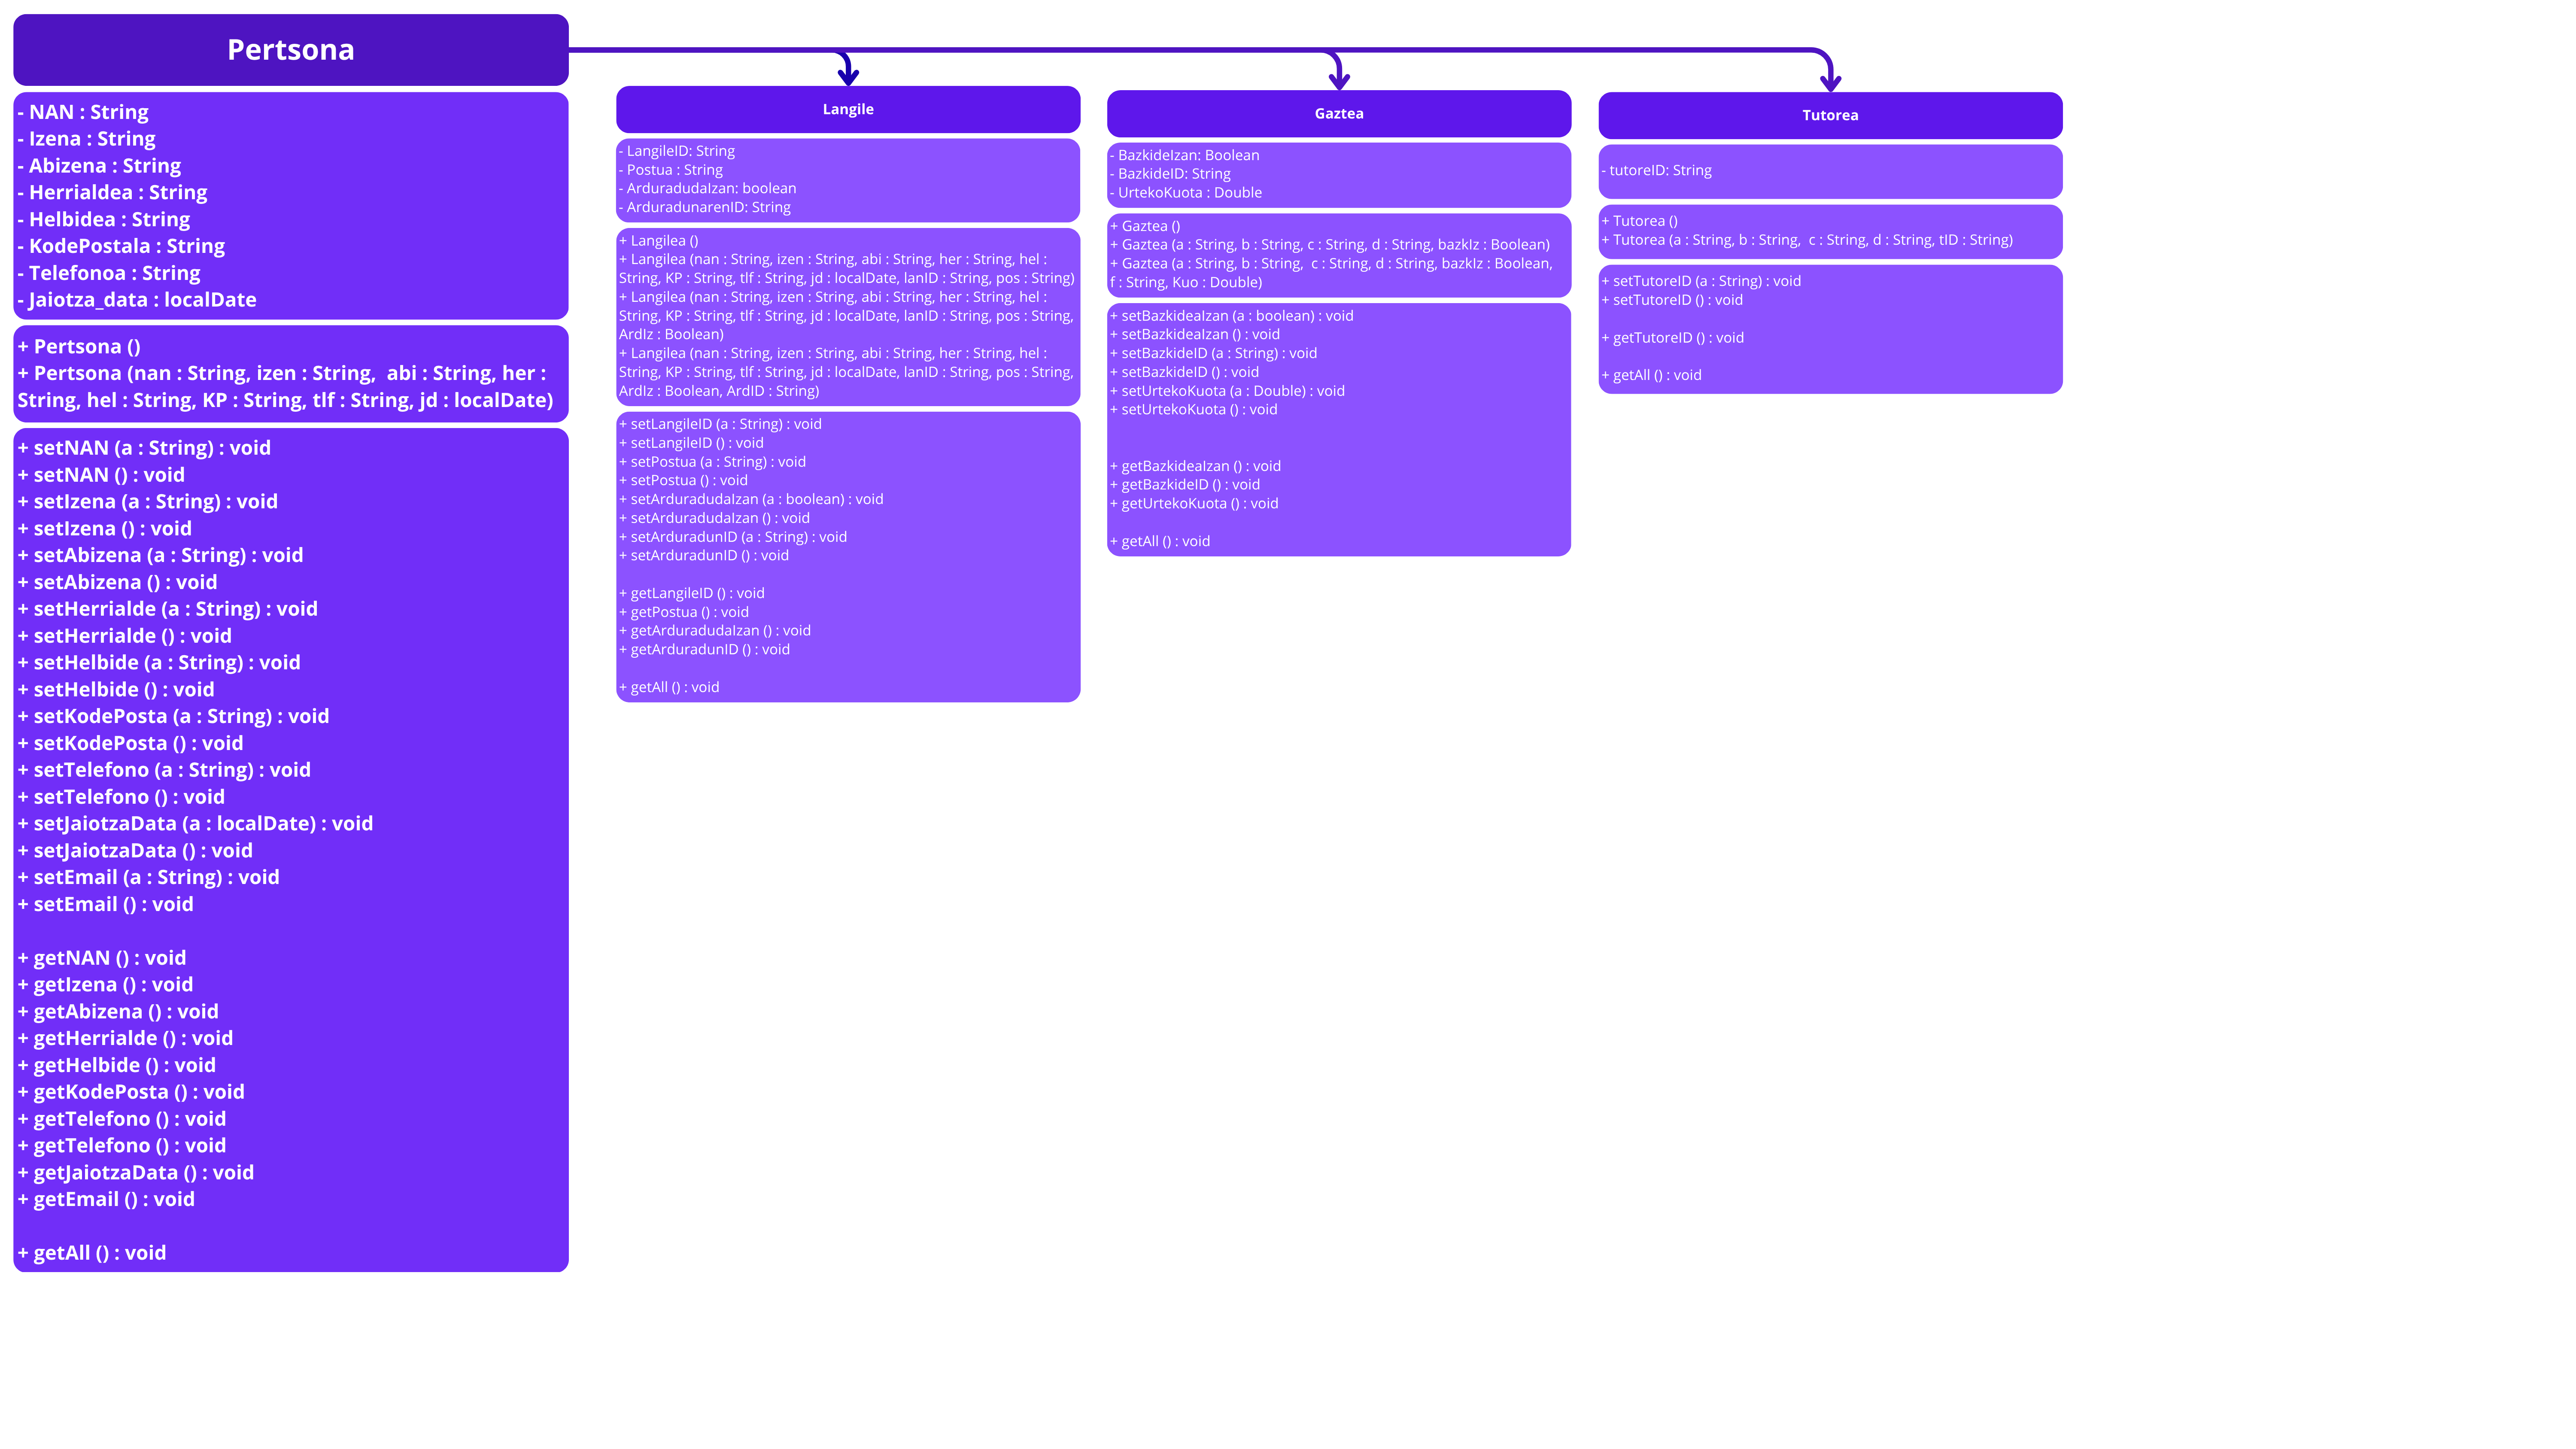 Pertsona
- NAN : String
- Izena : String
- Abizena : String
- Herrialdea : String
- Helbidea : String
- KodePostala : String
- Telefonoa : String
- Jaiotza_data : localDate
+ Pertsona ()
+ Pertsona (nan : String, izen : String,  abi : String, her :
String, hel : String, KP : String, tlf : String, jd : localDate)
+ setNAN (a : String) : void
+ setNAN () : void
+ setIzena (a : String) : void
+ setIzena () : void
+ setAbizena (a : String) : void
+ setAbizena () : void
+ setHerrialde (a : String) : void
+ setHerrialde () : void
+ setHelbide (a : String) : void
+ setHelbide () : void
+ setKodePosta (a : String) : void
+ setKodePosta () : void
+ setTelefono (a : String) : void
+ setTelefono () : void
+ setJaiotzaData (a : localDate) : void
+ setJaiotzaData () : void
+ setEmail (a : String) : void
+ setEmail () : void
+ getNAN () : void
+ getIzena () : void
+ getAbizena () : void
+ getHerrialde () : void
+ getHelbide () : void
+ getKodePosta () : void
+ getTelefono () : void
+ getTelefono () : void
+ getJaiotzaData () : void
+ getEmail () : void
+ getAll () : void
Langile
- LangileID: String
- Postua : String
- ArduradudaIzan: boolean
- ArduradunarenID: String
+ Langilea ()
+ Langilea (nan : String, izen : String, abi : String, her : String, hel :
String, KP : String, tlf : String, jd : localDate, lanID : String, pos : String)
+ Langilea (nan : String, izen : String, abi : String, her : String, hel :
String, KP : String, tlf : String, jd : localDate, lanID : String, pos : String,
ArdIz : Boolean)
+ Langilea (nan : String, izen : String, abi : String, her : String, hel :
String, KP : String, tlf : String, jd : localDate, lanID : String, pos : String,
ArdIz : Boolean, ArdID : String)
+ setLangileID (a : String) : void
+ setLangileID () : void
+ setPostua (a : String) : void
+ setPostua () : void
+ setArduradudaIzan (a : boolean) : void
+ setArduradudaIzan () : void
+ setArduradunID (a : String) : void
+ setArduradunID () : void
+ getLangileID () : void
+ getPostua () : void
+ getArduradudaIzan () : void
+ getArduradunID () : void
+ getAll () : void
Gaztea
- BazkideIzan: Boolean
- BazkideID: String
- UrtekoKuota : Double
+ Gaztea ()
+ Gaztea (a : String, b : String, c : String, d : String, bazkIz : Boolean)
+ Gaztea (a : String, b : String,  c : String, d : String, bazkIz : Boolean,
f : String, Kuo : Double)
+ setBazkideaIzan (a : boolean) : void
+ setBazkideaIzan () : void
+ setBazkideID (a : String) : void
+ setBazkideID () : void
+ setUrtekoKuota (a : Double) : void
+ setUrtekoKuota () : void
+ getBazkideaIzan () : void
+ getBazkideID () : void
+ getUrtekoKuota () : void
+ getAll () : void
Tutorea
- tutoreID: String
+ Tutorea ()
+ Tutorea (a : String, b : String,  c : String, d : String, tID : String)
+ setTutoreID (a : String) : void
+ setTutoreID () : void
+ getTutoreID () : void
+ getAll () : void